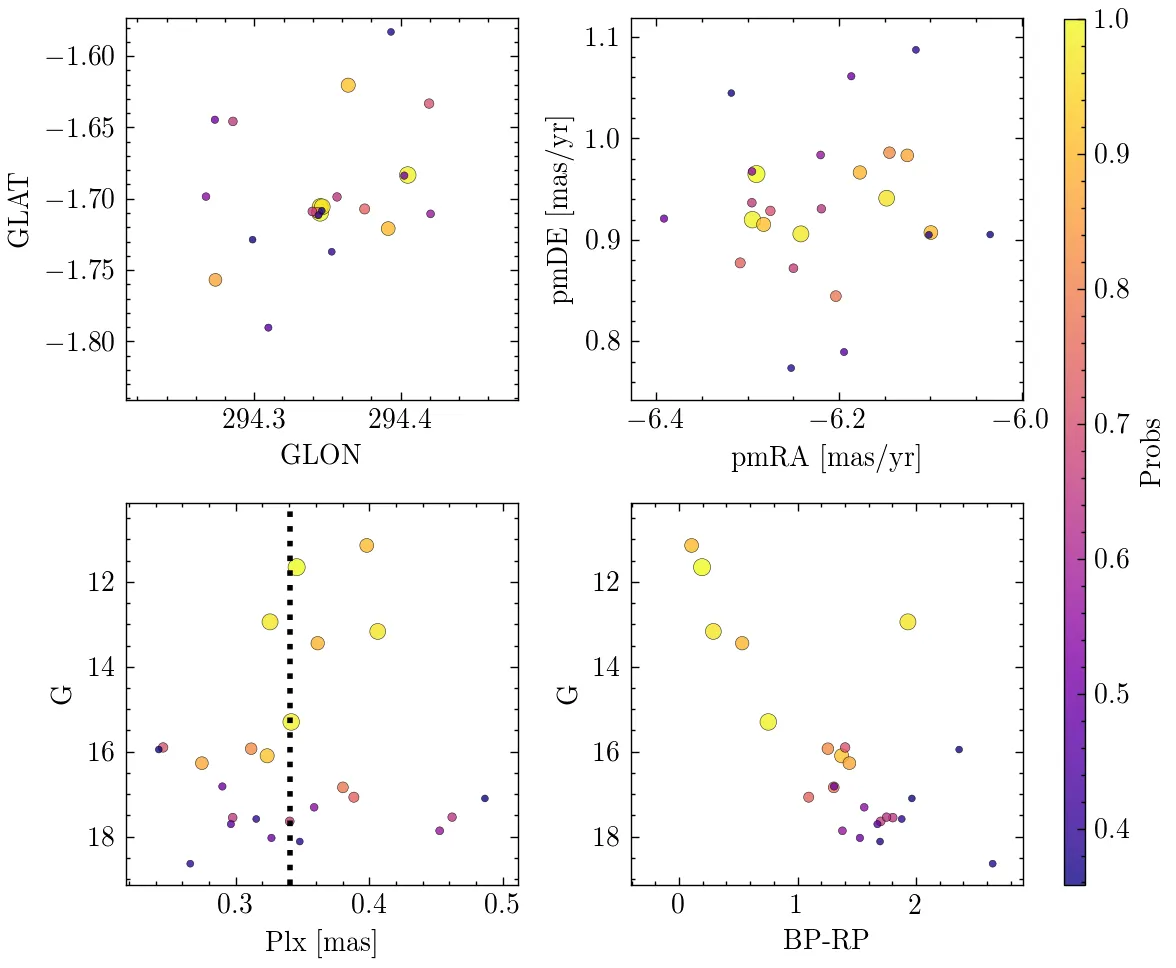 −1.60
−1.65
−1.70
−1.75
−1.80
GLAT
294.3 294.4
GLON
1.1
1.0
0.9
0.8
pmDE [mas/yr]
−6.4 −6.2 −6.0
pmRA [mas/yr]
12
14
16
18
G
0.3 0.4 0.5
Plx [mas]
12
14
16
18
G
0 1 2
BP-RP
1.0
0.9
0.8
0.7
0.6
0.5
0.4
Probs